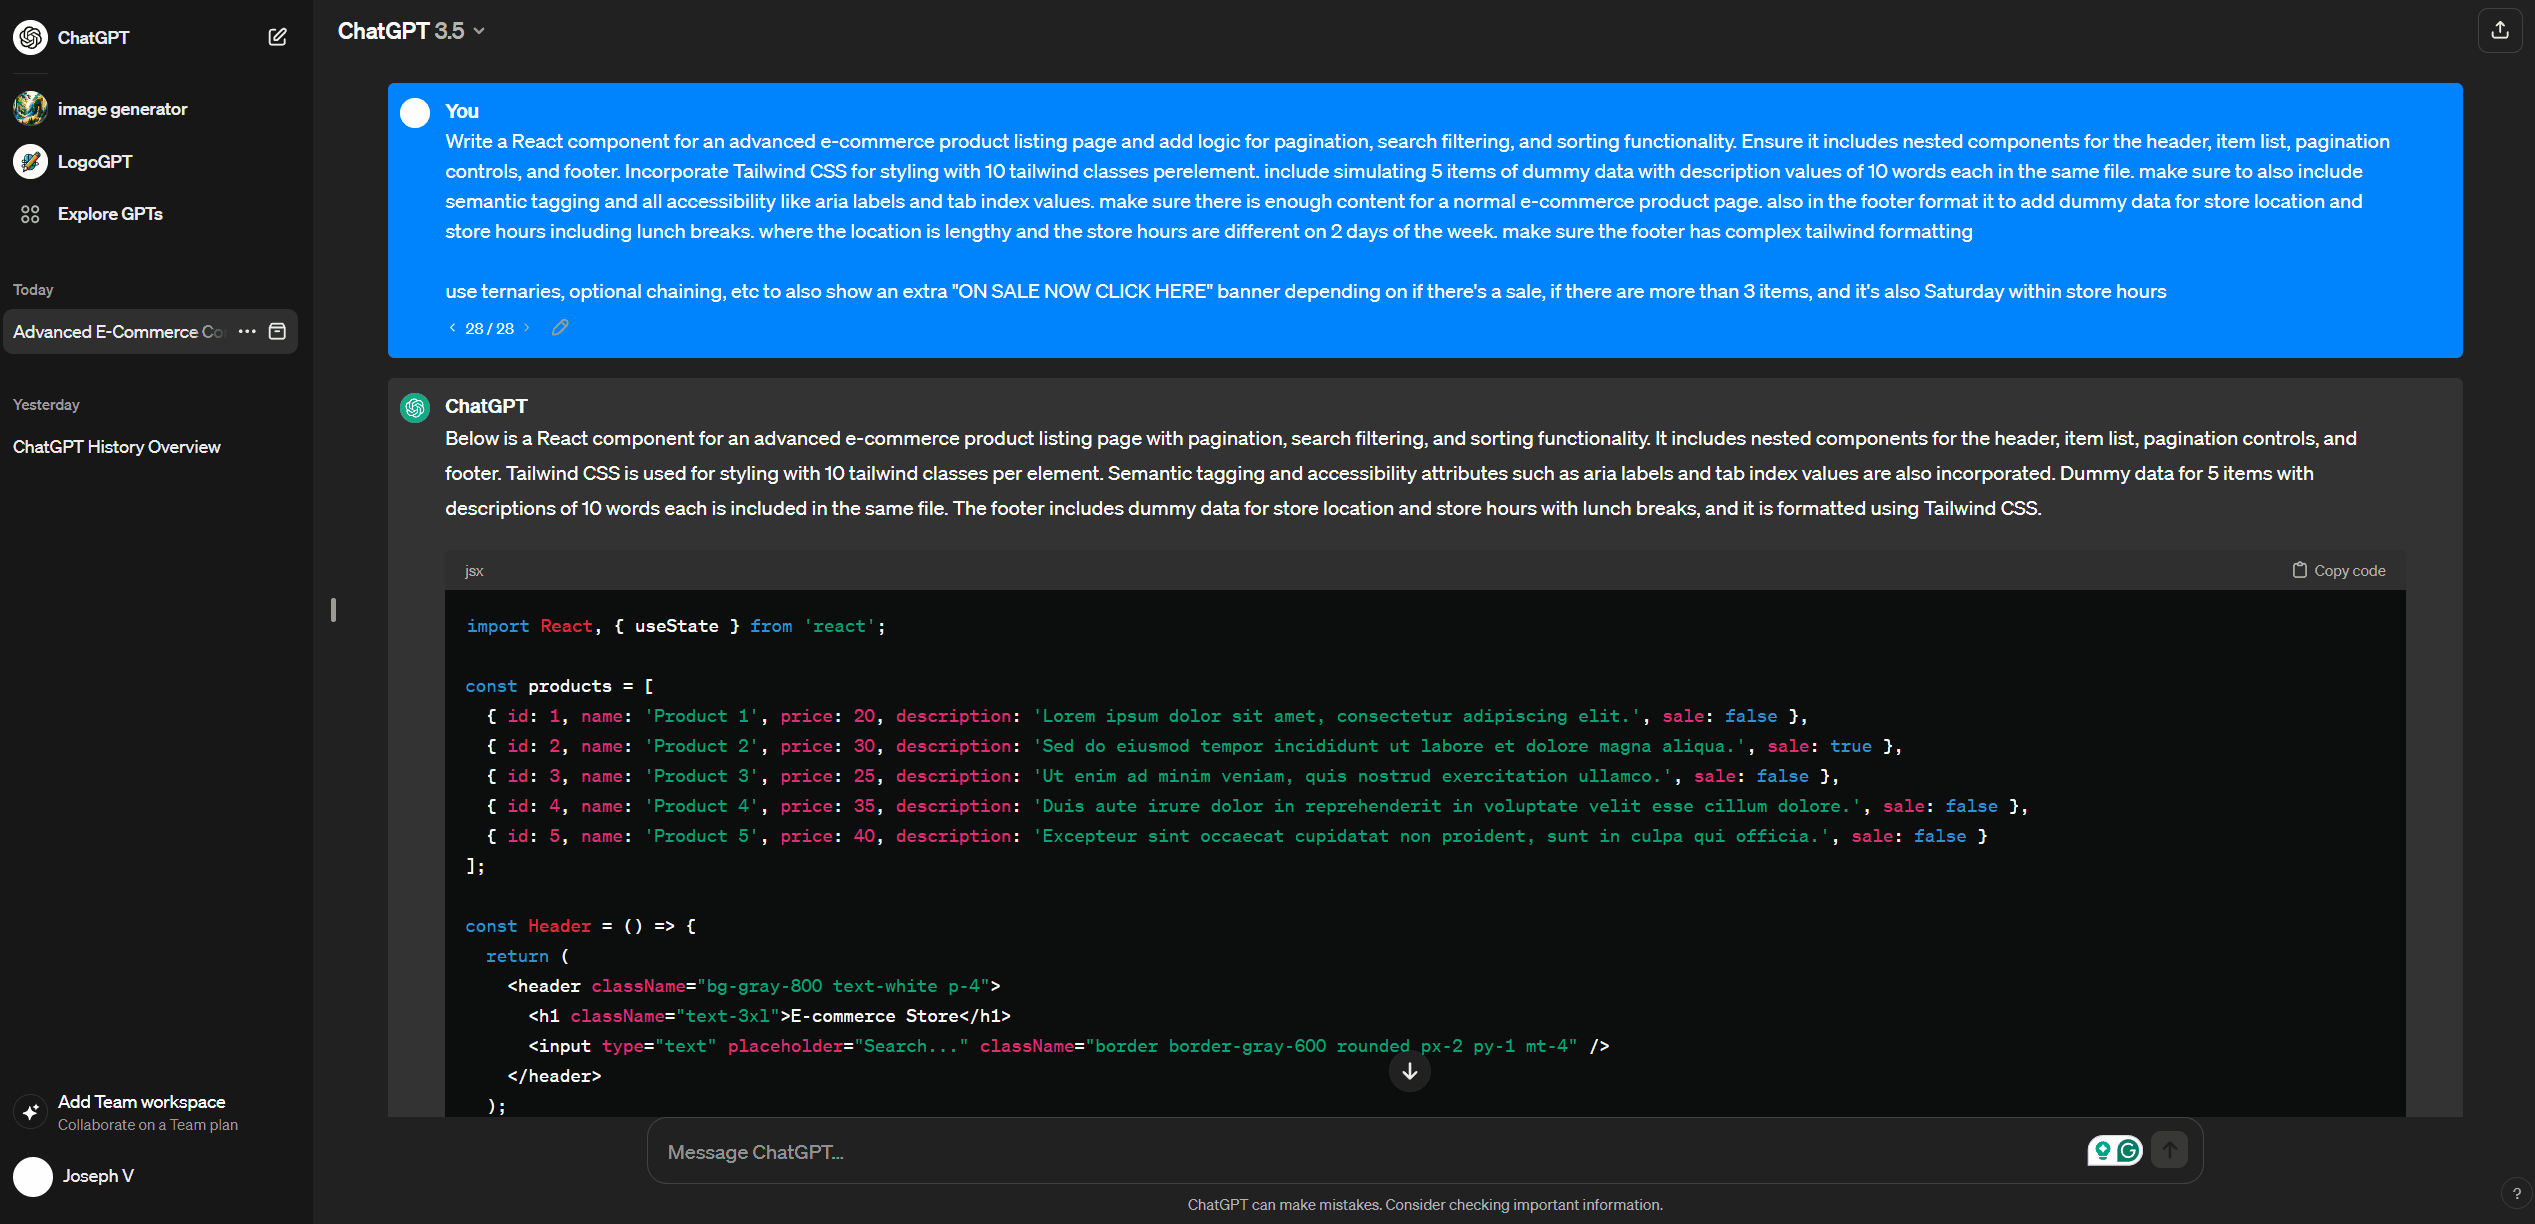 ChatGPT
image generator
LogoGPT
Explore GPTs
Today
Advanced E-Commerce Co
Yesterday
ChatGPT History Overview
Add Team workspace
Collaborate on a Team plan
Joseph V
ChatGPT 3.5
You
Write a React component for an advanced e-commerce product listing page and add logic for pagination, search filtering, and sorting functionality. Ensure it includes nested components for the header, item list, pagination
controls, and footer. Incorporate Tailwind CSS for styling with 10 tailwind classes perelement. include simulating 5 items of dummy data with description values of 10 words each in the same file. make sure to also include
semantic tagging and all accessibility like aria labels and tab index values. make sure there is enough content for a normal e-commerce product page. also in the footer format it to add dummy data for store location and
store hours including lunch breaks. where the location is lengthy and the store hours are different on 2 days of the week. make sure the footer has complex tailwind formatting
use ternaries, optional chaining, etc to also show an extra "ON SALE NOW CLICK HERE" banner depending on if there's a sale, if there are more than 3 items, and it's also Saturday within store hours
28 / 28
ChatGPT
Below is a React component for an advanced e-commerce product listing page with pagination, search filtering, and sorting functionality. It includes nested components for the header, item list, pagination controls, and
footer. Tailwind CSS is used for styling with 10 tailwind classes per element. Semantic tagging and accessibility attributes such as aria labels and tab index values are also incorporated. Dummy data for 5 items with
descriptions of 10 words each is included in the same file. The footer includes dummy data for store location and store hours with lunch breaks, and it is formatted using Tailwind CSS.
jsx
Copy code
import React, { useState } from 'react';
const products = [
{ id: 1, name: 'Product 1', price: 20, description: 'Lorem ipsum dolor sit amet, consectetur adipiscing elit.', sale: false },
{ id: 2, name: 'Product 2', price: 30, description: 'Sed do eiusmod tempor incididunt ut labore et dolore magna aliqua.', sale: true },
{ id: 3, name: 'Product 3', price: 25, description: 'Ut enim ad minim veniam, quis nostrud exercitation ullamco.', sale: false },
{ id: 4, name: 'Product 4', price: 35, description: 'Duis aute irure dolor in reprehenderit in voluptate velit esse cillum dolore.', sale: false },
{ id: 5, name: 'Product 5', price: 40, description: 'Excepteur sint occaecat cupidatat non proident, sunt in culpa qui officia.', sale: false }
];
const Header = () => {
return (
<header className="bg-gray-800 text-white p-4">
<h1 className="text-3xl">E-commerce Store</h1>
<input type="text" placeholder="Search..." className="border border-gray-600 rounded px-2 py-1 mt-4" />
</header>
);
Message ChatGPT...
ChatGPT can make mistakes. Consider checking important information.
?